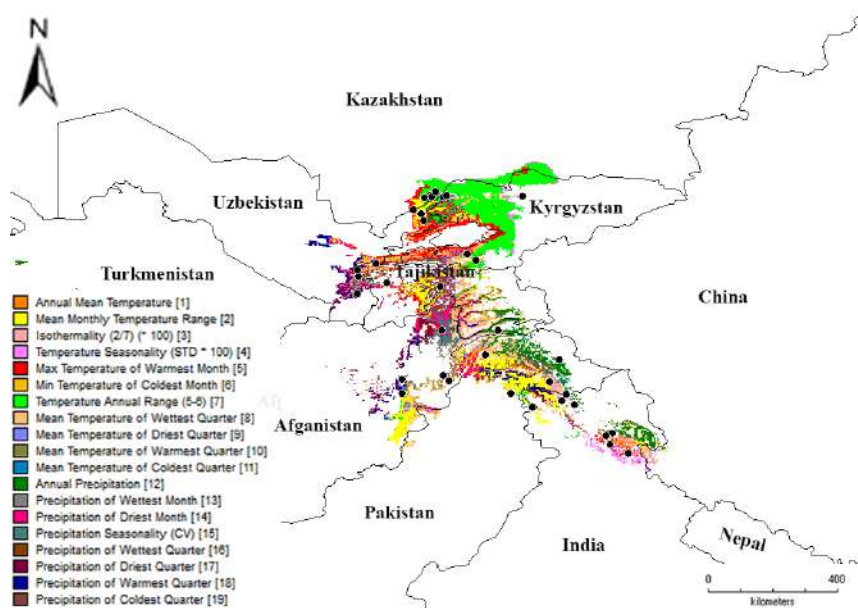 N
Kazakhstan
Uzbekistan
Kyrgyzstan
Turkmenistan
Tajikistan
China
Annual Mean Temperature [1]
Mean Monthly Temperature Range [2]
Isothermality (2/7) (* 100) [3]
Temperature Seasonality (STD * 100) [4]
Max Temperature of Warmest Month [5]
Min Temperature of Coldest Month [6]
Temperature Annual Range (5-6) [7]
Mean Temperature of Wettest Quarter [8]
Mean Temperature of Driest Quarter [9]
Mean Temperature of Warmest Quarter [10]
Mean Temperature of Coldest Quarter [11]
Annual Precipitation [12]
Precipitation of Wettest Month [13]
Precipitation of Driest Month [14]
Precipitation Seasonality (CV) [15]
Precipitation of Wettest Quarter [16]
Precipitation of Driest Quarter [17]
Precipitation of Warmest Quarter [18]
Precipitation of Coldest Quarter [19]
Afganistan
Pakistan
India
Nepal
0 400
kilometers